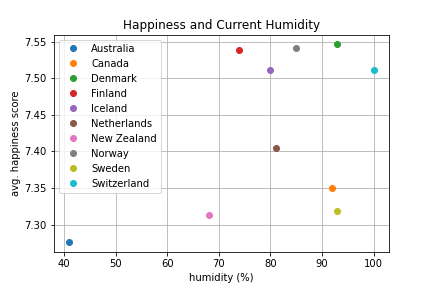 Happiness and Current Humidity
avg. happiness score
7.55
7.50
7.45
7.40
7.35
7.30
Australia
Canada
Denmark
Finland
Iceland
Netherlands
New Zealand
Norway
Sweden
Switzerland
40 50 60 70 80 90 100
humidity (%)